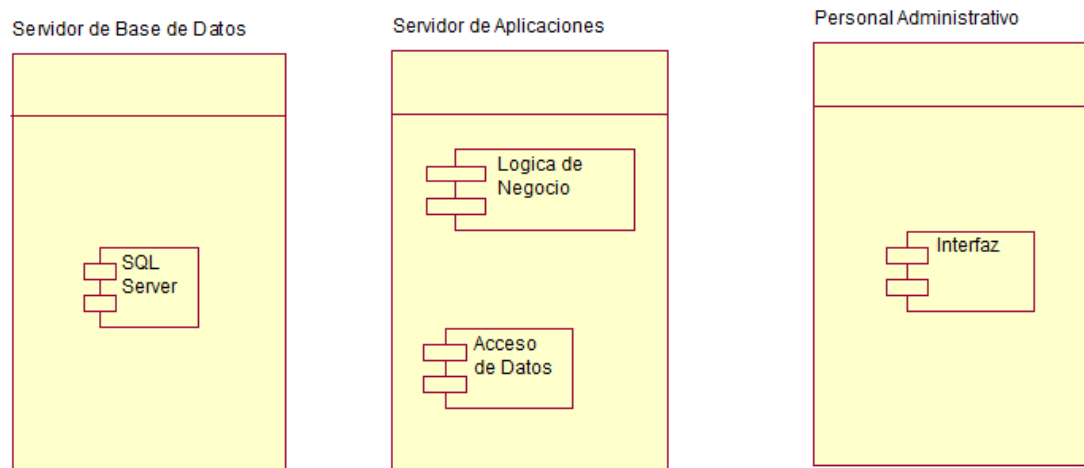 Servidor de Base de Datos
Servidor de Aplicaciones
Personal Administrativo
SQL
Server
Logica de
Negocio
Acceso
de Datos
Interfaz